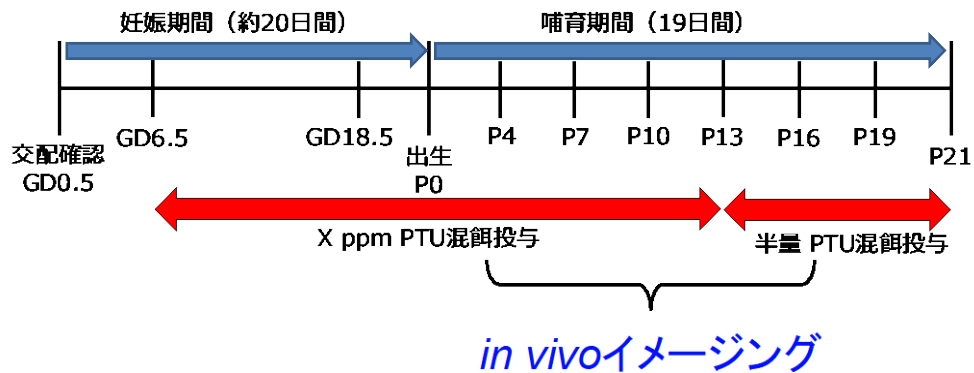 妊娠期間（約20日間）
哺育期間（19日間）
GD6.5
GD18.5
P4
P7
P10
P13
P16
P19
P21
交配確認
GD0.5
出生
P0
X ppm PTU混餌投与
半量 PTU混餌投与
in vivoイメージング